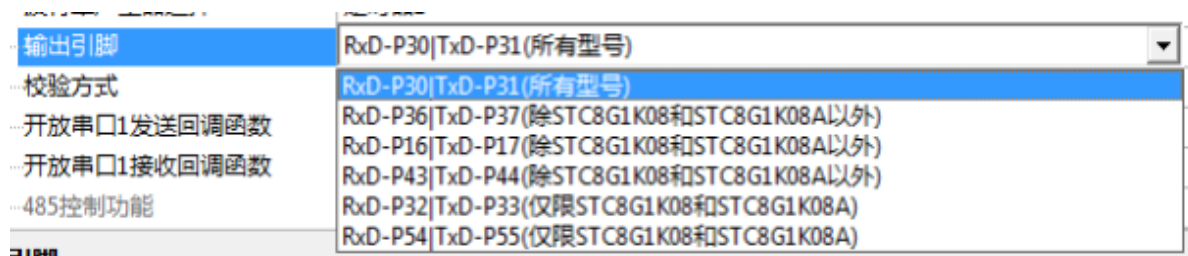 输出引脚 RxD-P30|TxD-P31(所有型号)
校验方式 RxD-P30|TxD-P31(所有型号)
开放串口1发送回调函数 RxD-P36|TxD-P37(除STC8G1K08和STC8G1K08A以外)
RxD-P16|TxD-P17(除STC8G1K08和STC8G1K08A以外)
开放串口1接收回调函数 RxD-P43|TxD-P44(除STC8G1K08和STC8G1K08A以外)
485控制功能 RxD-P32|TxD-P33(仅限STC8G1K08和STC8G1K08A)
RxD-P54|TxD-P55(仅限STC8G1K08和STC8G1K08A)